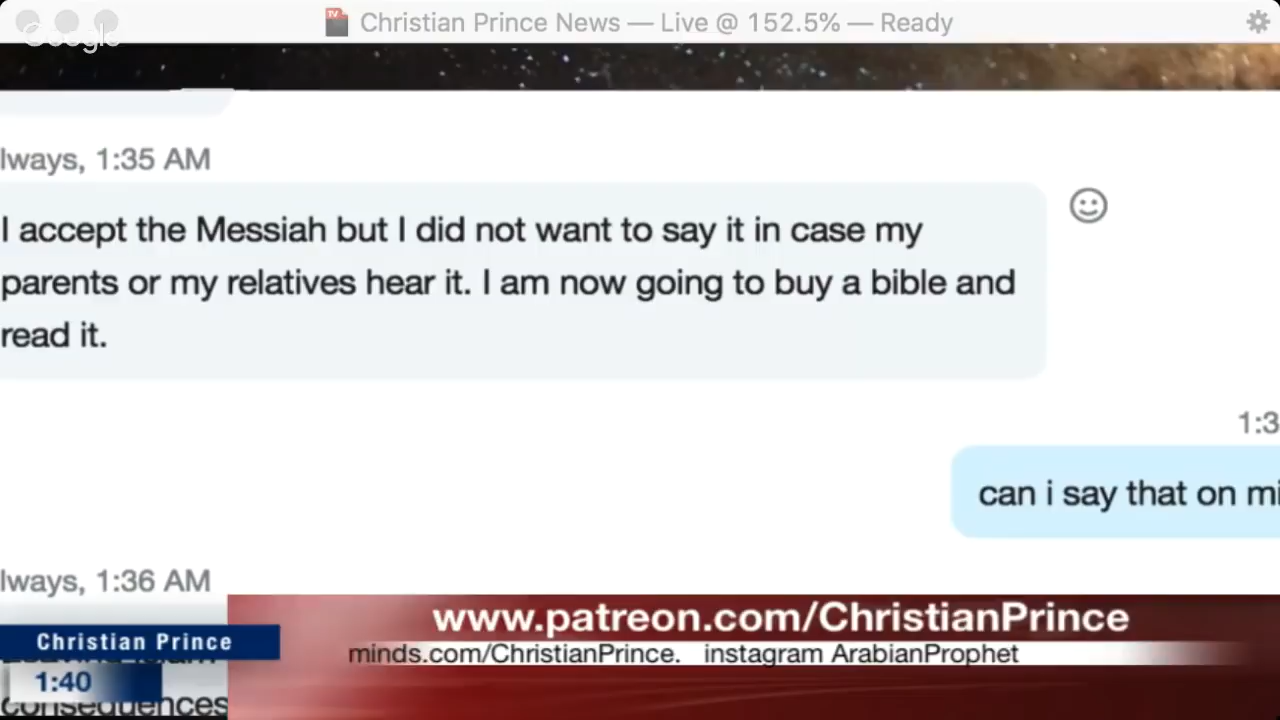 Christian Prince News — Live @ 152.5% — Ready
Google
lways, 1:35 AM
I accept the Messiah but I did not want to say it in case my
parents or my relatives hear it. I am now going to buy a bible and
read it.
1:3
can i say that on mi
lways, 1:36 AM
www.patreon.com/ChristianPrince
Christian Prince
minds.com/ChristianPrince. instagram ArabianProphet
1:40
consequences